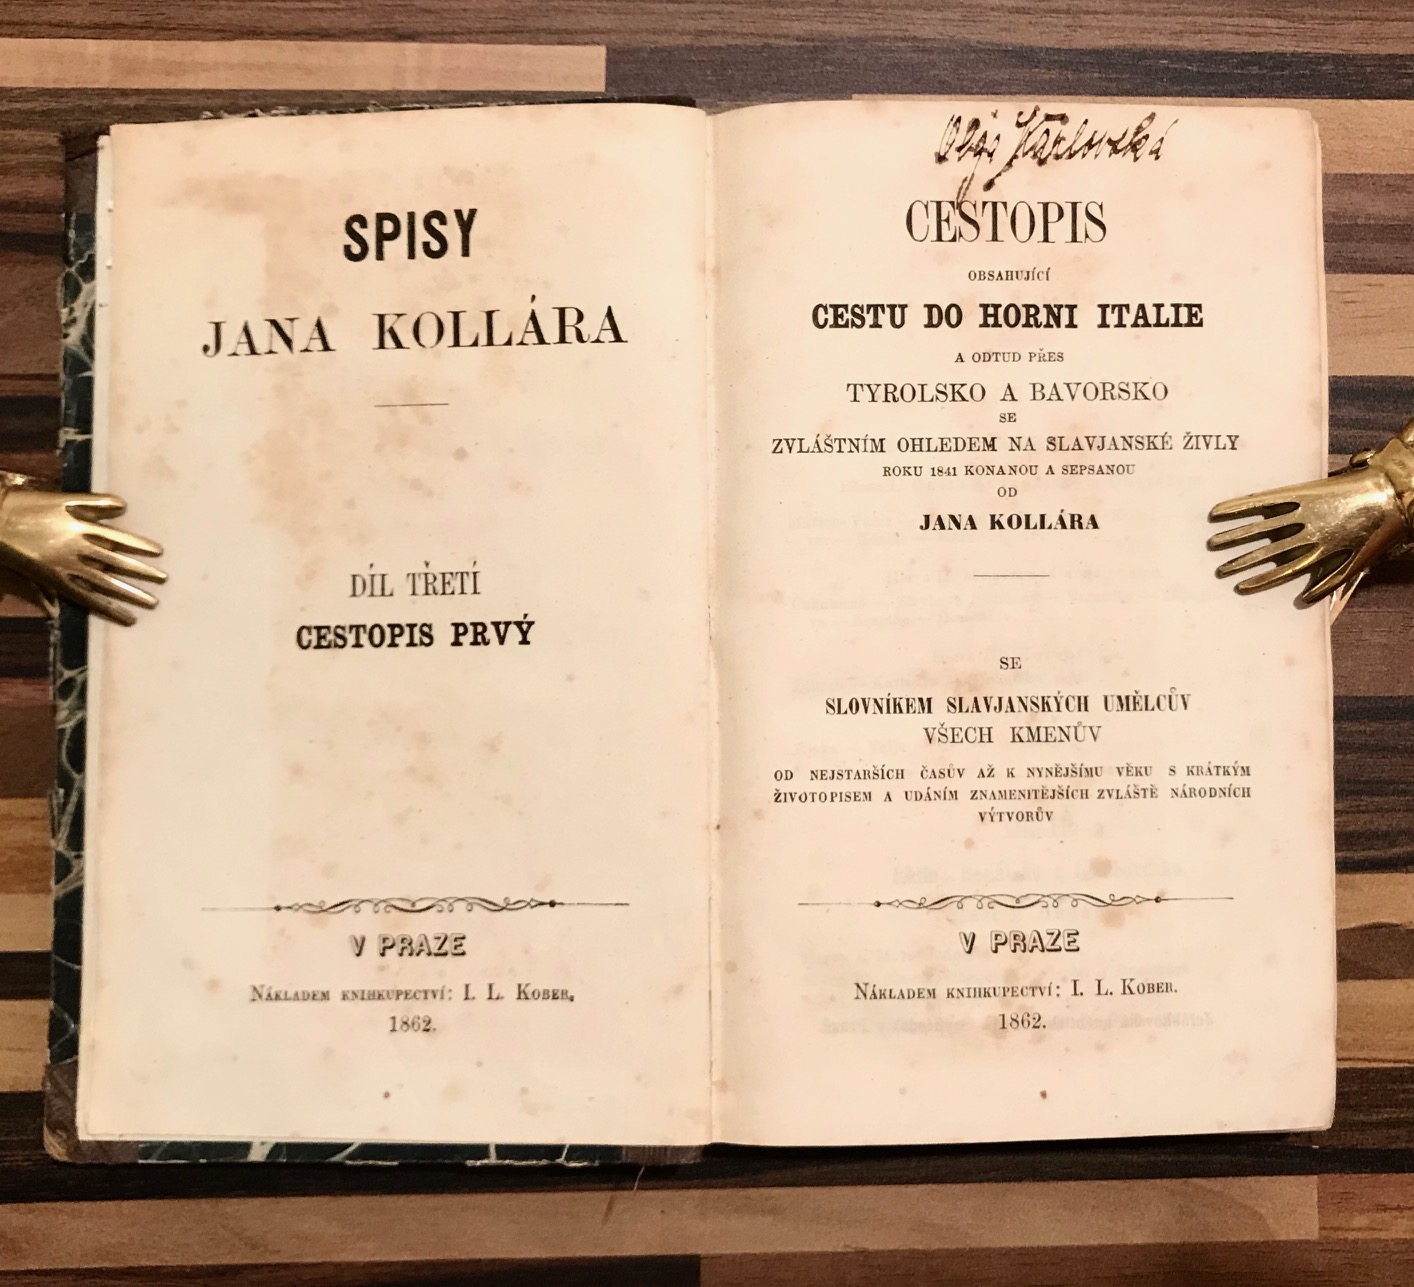 SPISY
JANA KOLLÁRA
DÍL TŘETÍ
CESTOPIS PRVÝ
V PRAZE
NÁKLADEM KNIHKUPECTVÍ: I. L. KOBER.
1862.
Olga Karlovská
CESTOPIS
OBSAHUJÍCÍ
CESTU DO HORNI ITALIE
A ODTUD PŘES
TYROLSKO A BAVORSKO
SE
ZVLÁŠTNÍM OHLEDEM NA SLAVJANSKÉ ŽIVLY
ROKU 1841 KONANOU A SEPSANOU
OD
JANA KOLLÁRA
SE
SLOVNÍKEM SLAVJANSKÝCH UMĚLCŮV
VŠECH KMENŮV
OD NEJSTARŠÍCH ČASŮV AŽ K NYNĚJŠÍMU VĚKU S KRÁTKÝM
ŽIVOTOPISEM A UDÁNÍM ZNAMENITĚJŠÍCH ZVLÁŠTĚ NÁRODNÍCH
VÝTVORŮV
V PRAZE
NÁKLADEM KNIHKUPECTVÍ: I. L. KOBER.
1862.